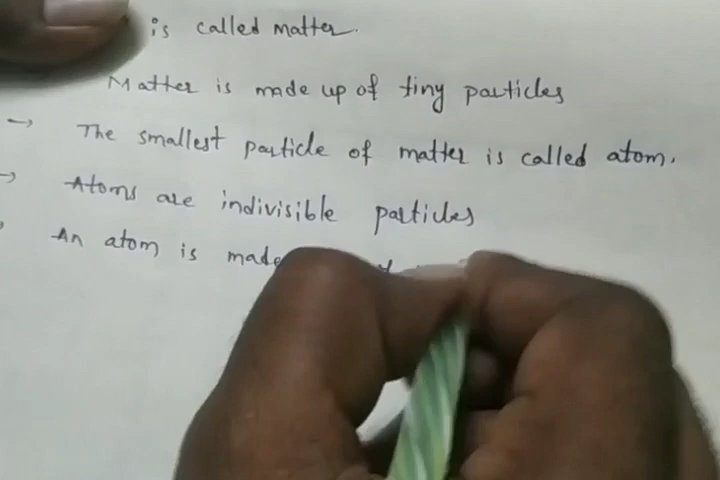 is called matter.
Matter is made up of tiny particles
→ The smallest particle of matter is called atom.
→ Atoms are indivisible particles
An atom is made